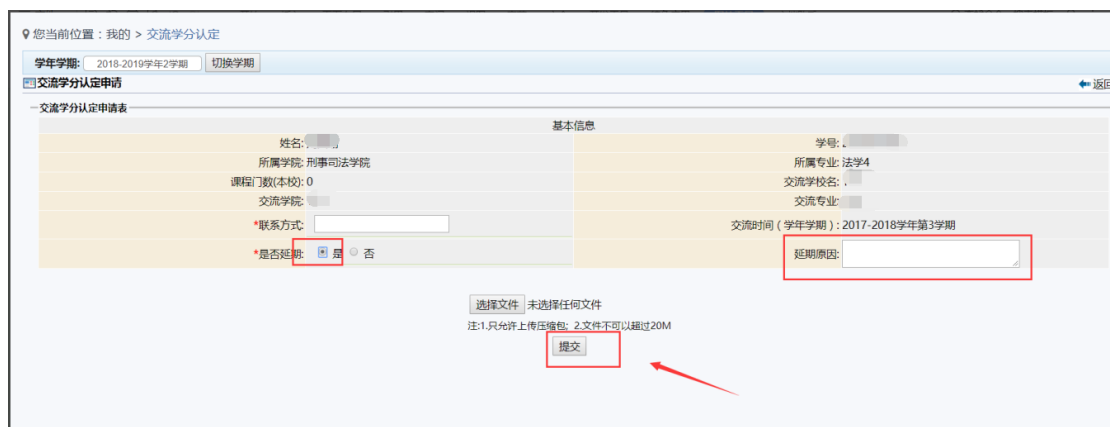 您当前位置：我的 > 交流学分认定
学年学期: 2018-2019学年2学期 切换学期
交流学分认定申请 返回
交流学分认定申请表
基本信息
姓名: 学号:
所属学院: 刑事司法学院 所属专业: 法学4
课程门数(本校): 0 交流学校名:
交流学院: 交流专业:
*联系方式: 交流时间（学年学期）: 2017-2018学年第3学期
*是否延期: 是 否 延期原因:
选择文件 未选择任何文件
注:1.只允许上传压缩包; 2.文件不可以超过20M
提交